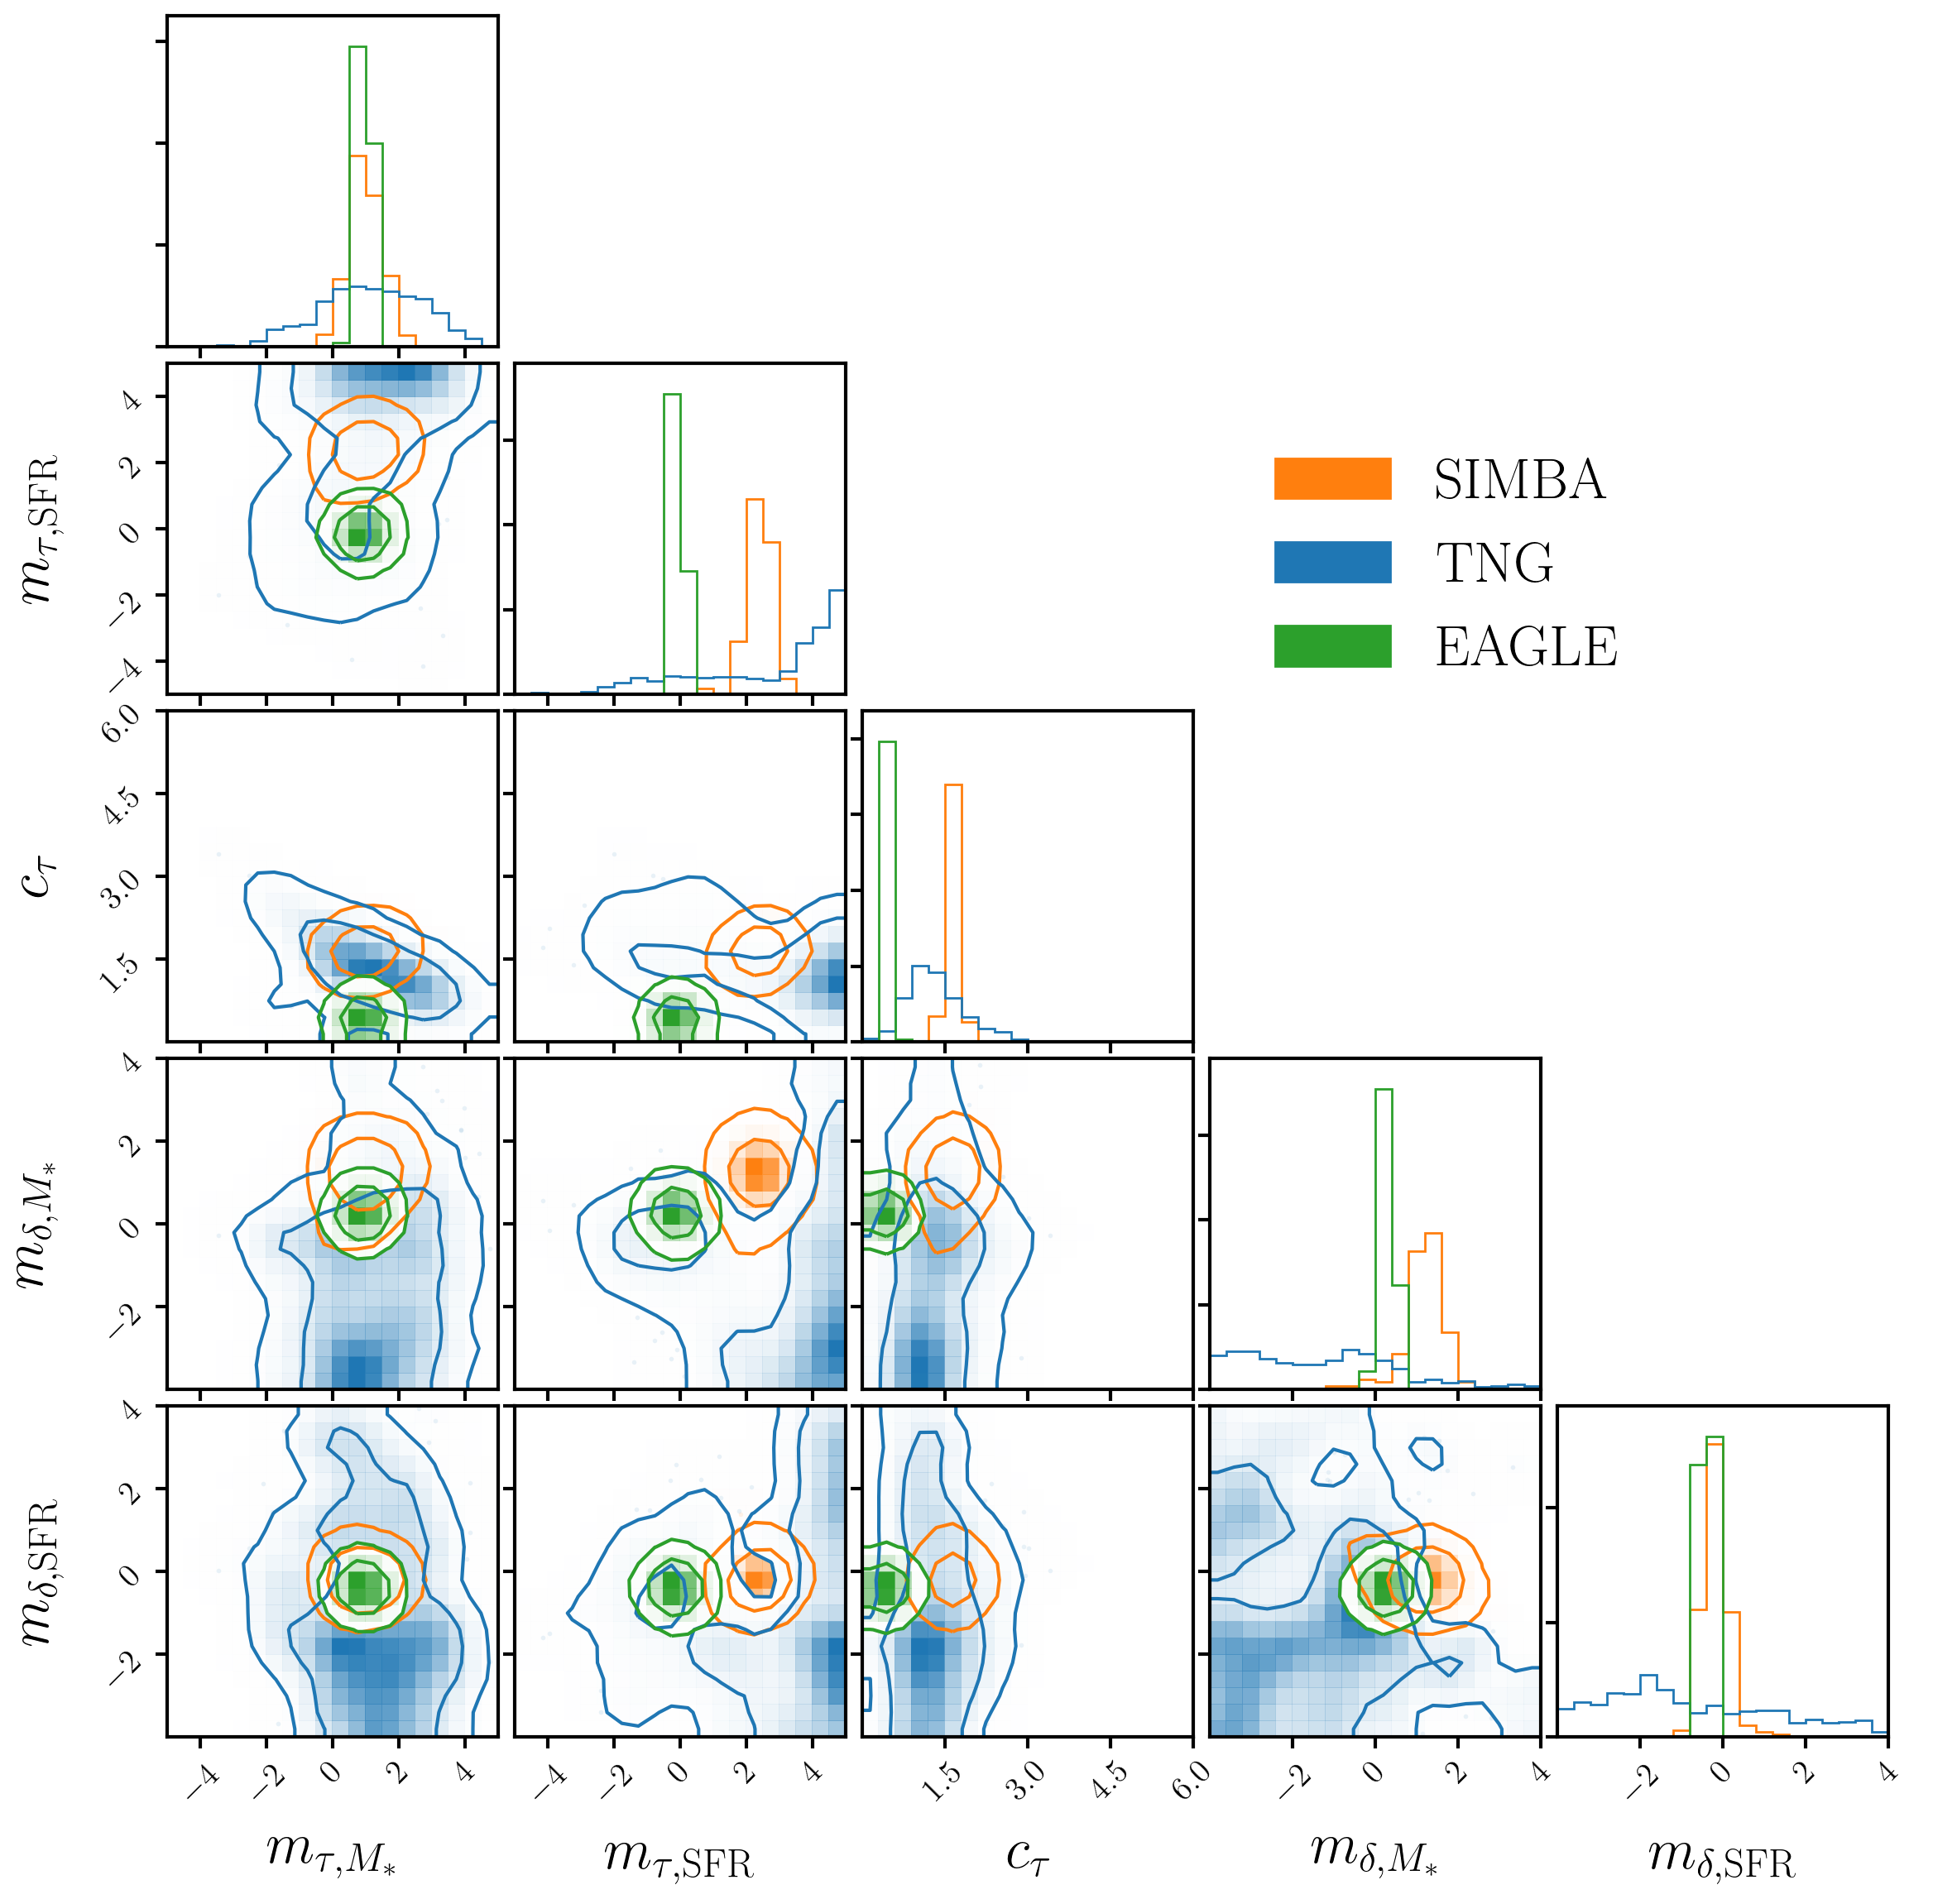 m_{τ,SFR}
4
2
0
−2
−4
SIMBA
TNG
EAGLE
c_τ
6.0
4.5
3.0
1.5
m_{δ,M_*}
4
2
0
−2
m_{δ,SFR}
4
2
0
−2
−4 −2 0 2 4 −4 −2 0 2 4 1.5 3.0 4.5 6.0 −2 0 2 4 −2 0 2 4
m_{τ,M_*} m_{τ,SFR} c_τ m_{δ,M_*} m_{δ,SFR}